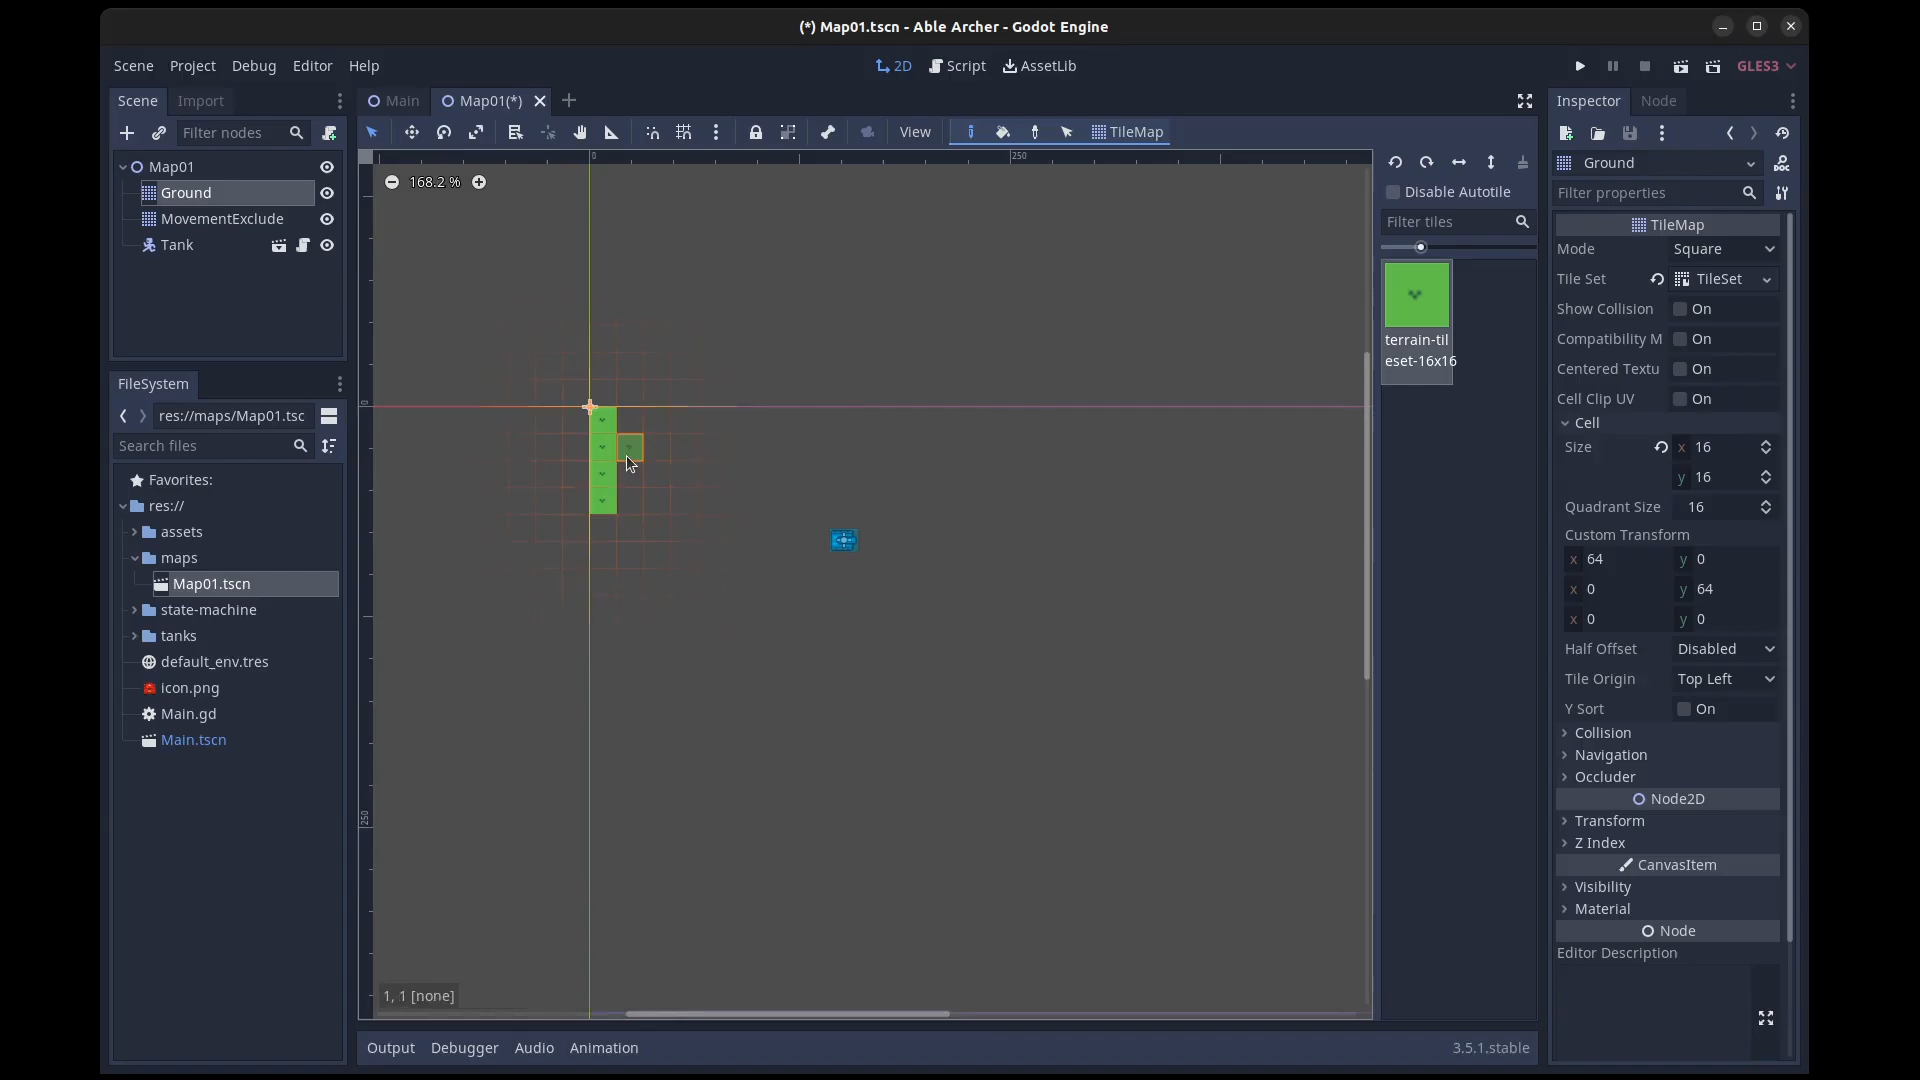 (*) Map01.tscn - Able Archer - Godot Engine
Scene Project Debug Editor Help
2D Script AssetLib
GLES3
Scene Import
Main Map01(*)
Inspector Node
Filter nodes
View TileMap
Map01
Ground
MovementExclude
Tank
0 250
168.2 %
0
250
1, 1 [none]
Disable Autotile
Filter tiles
terrain-til
eset-16x16
FileSystem
res://maps/Map01.tsc
Search files
Favorites:
res://
assets
maps
Map01.tscn
state-machine
tanks
default_env.tres
icon.png
Main.gd
Main.tscn
Output Debugger Audio Animation
3.5.1.stable
Ground
DOC
Filter properties
TileMap
Mode Square
Tile Set TileSet
Show Collision On
Compatibility M On
Centered Textu On
Cell Clip UV On
Cell
Size x 16
y 16
Quadrant Size 16
Custom Transform
x 64 y 0
x 0 y 64
x 0 y 0
Half Offset Disabled
Tile Origin Top Left
Y Sort On
Collision
Navigation
Occluder
Node2D
Transform
Z Index
CanvasItem
Visibility
Material
Node
Editor Description